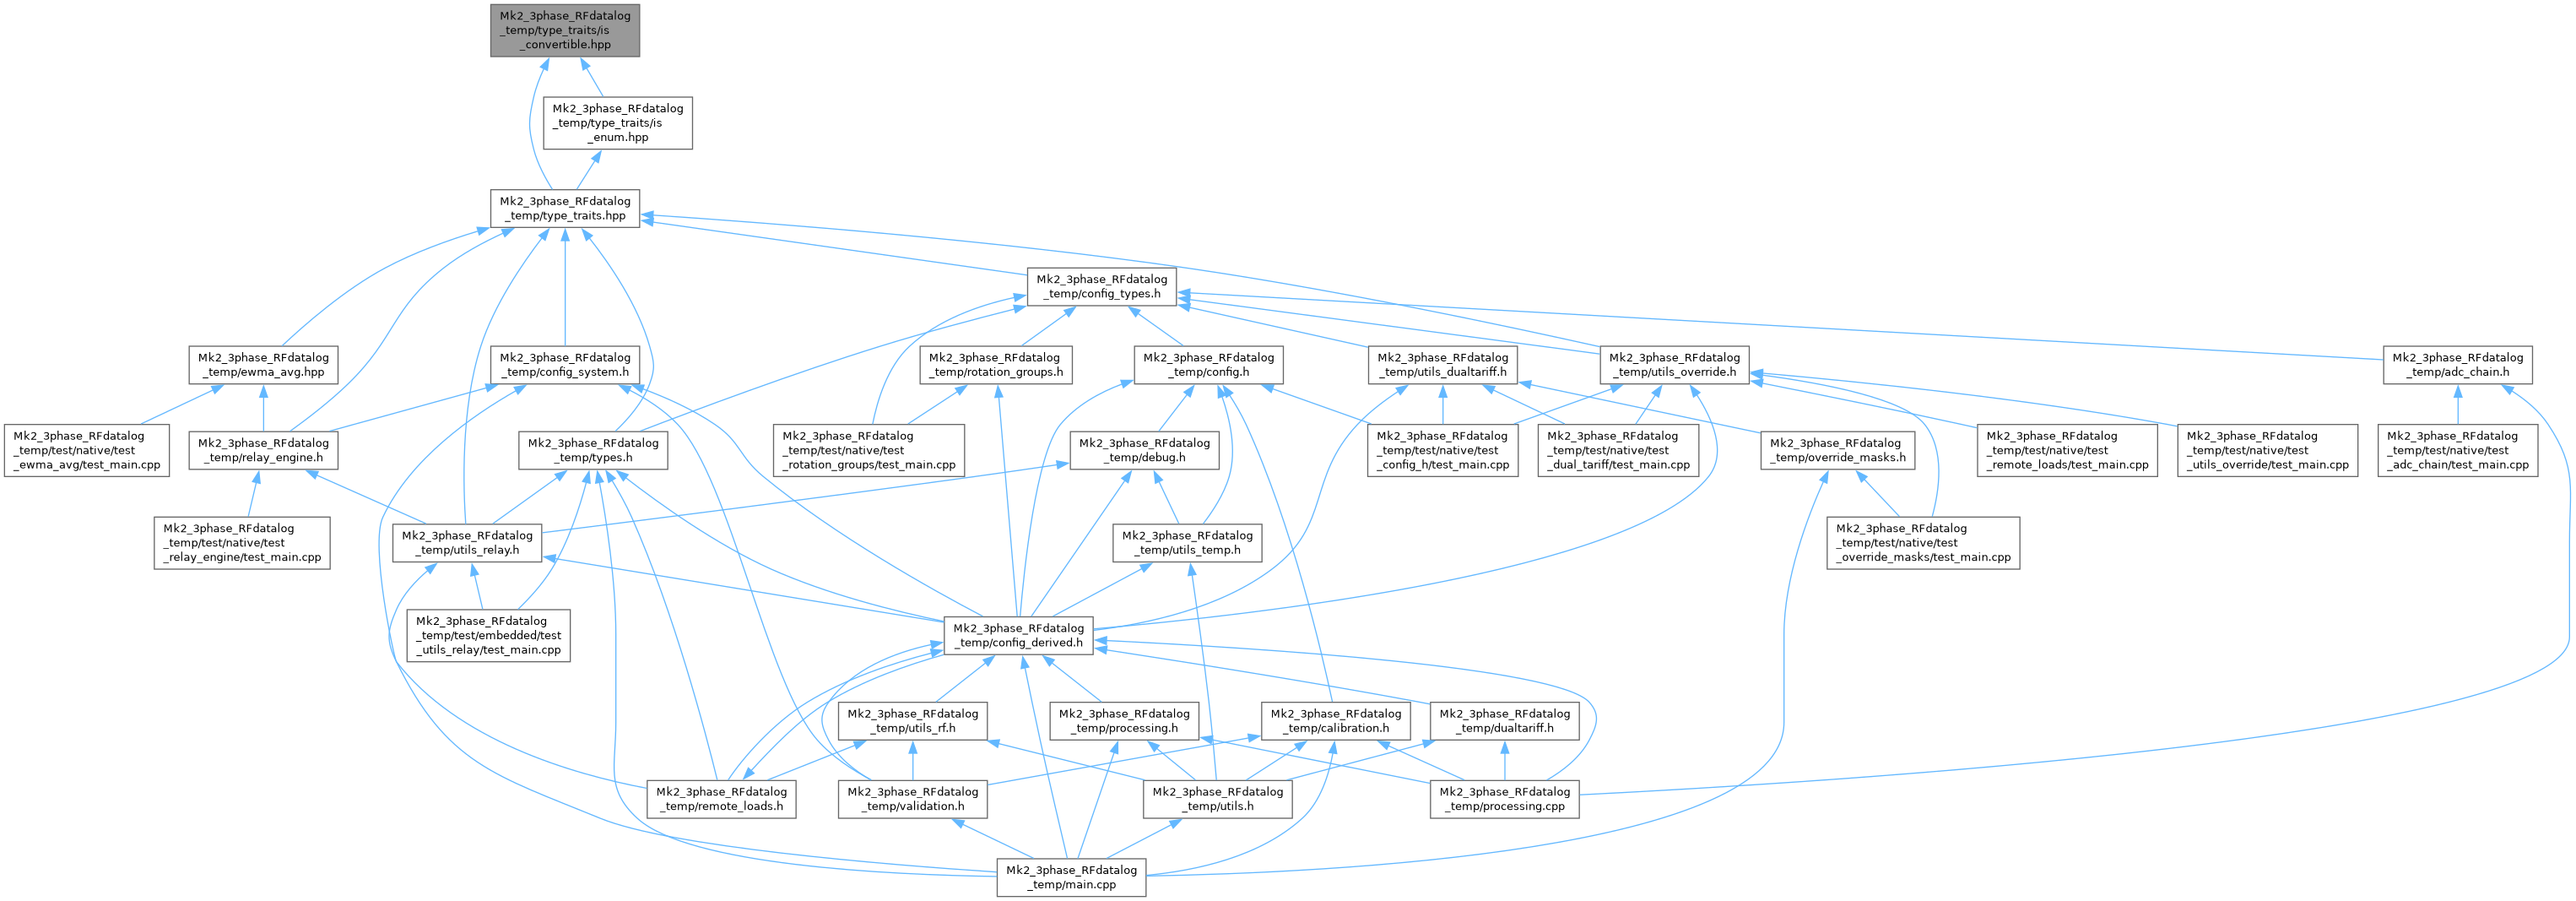 Mk2_3phase_RFdatalog
_temp/type_traits/is
_convertible.hpp
Mk2_3phase_RFdatalog
_temp/type_traits/is
_enum.hpp
Mk2_3phase_RFdatalog
_temp/type_traits.hpp
Mk2_3phase_RFdatalog
_temp/config_types.h
Mk2_3phase_RFdatalog
_temp/ewma_avg.hpp
Mk2_3phase_RFdatalog
_temp/config_system.h
Mk2_3phase_RFdatalog
_temp/rotation_groups.h
Mk2_3phase_RFdatalog
_temp/config.h
Mk2_3phase_RFdatalog
_temp/utils_dualtariff.h
Mk2_3phase_RFdatalog
_temp/utils_override.h
Mk2_3phase_RFdatalog
_temp/adc_chain.h
Mk2_3phase_RFdatalog
_temp/test/native/test
_ewma_avg/test_main.cpp
Mk2_3phase_RFdatalog
_temp/relay_engine.h
Mk2_3phase_RFdatalog
_temp/types.h
Mk2_3phase_RFdatalog
_temp/test/native/test
_rotation_groups/test_main.cpp
Mk2_3phase_RFdatalog
_temp/debug.h
Mk2_3phase_RFdatalog
_temp/test/native/test
_config_h/test_main.cpp
Mk2_3phase_RFdatalog
_temp/test/native/test
_dual_tariff/test_main.cpp
Mk2_3phase_RFdatalog
_temp/override_masks.h
Mk2_3phase_RFdatalog
_temp/test/native/test
_remote_loads/test_main.cpp
Mk2_3phase_RFdatalog
_temp/test/native/test
_utils_override/test_main.cpp
Mk2_3phase_RFdatalog
_temp/test/native/test
_adc_chain/test_main.cpp
Mk2_3phase_RFdatalog
_temp/test/native/test
_relay_engine/test_main.cpp
Mk2_3phase_RFdatalog
_temp/utils_relay.h
Mk2_3phase_RFdatalog
_temp/utils_temp.h
Mk2_3phase_RFdatalog
_temp/test/native/test
_override_masks/test_main.cpp
Mk2_3phase_RFdatalog
_temp/test/embedded/test
_utils_relay/test_main.cpp
Mk2_3phase_RFdatalog
_temp/config_derived.h
Mk2_3phase_RFdatalog
_temp/utils_rf.h
Mk2_3phase_RFdatalog
_temp/processing.h
Mk2_3phase_RFdatalog
_temp/calibration.h
Mk2_3phase_RFdatalog
_temp/dualtariff.h
Mk2_3phase_RFdatalog
_temp/remote_loads.h
Mk2_3phase_RFdatalog
_temp/validation.h
Mk2_3phase_RFdatalog
_temp/utils.h
Mk2_3phase_RFdatalog
_temp/processing.cpp
Mk2_3phase_RFdatalog
_temp/main.cpp